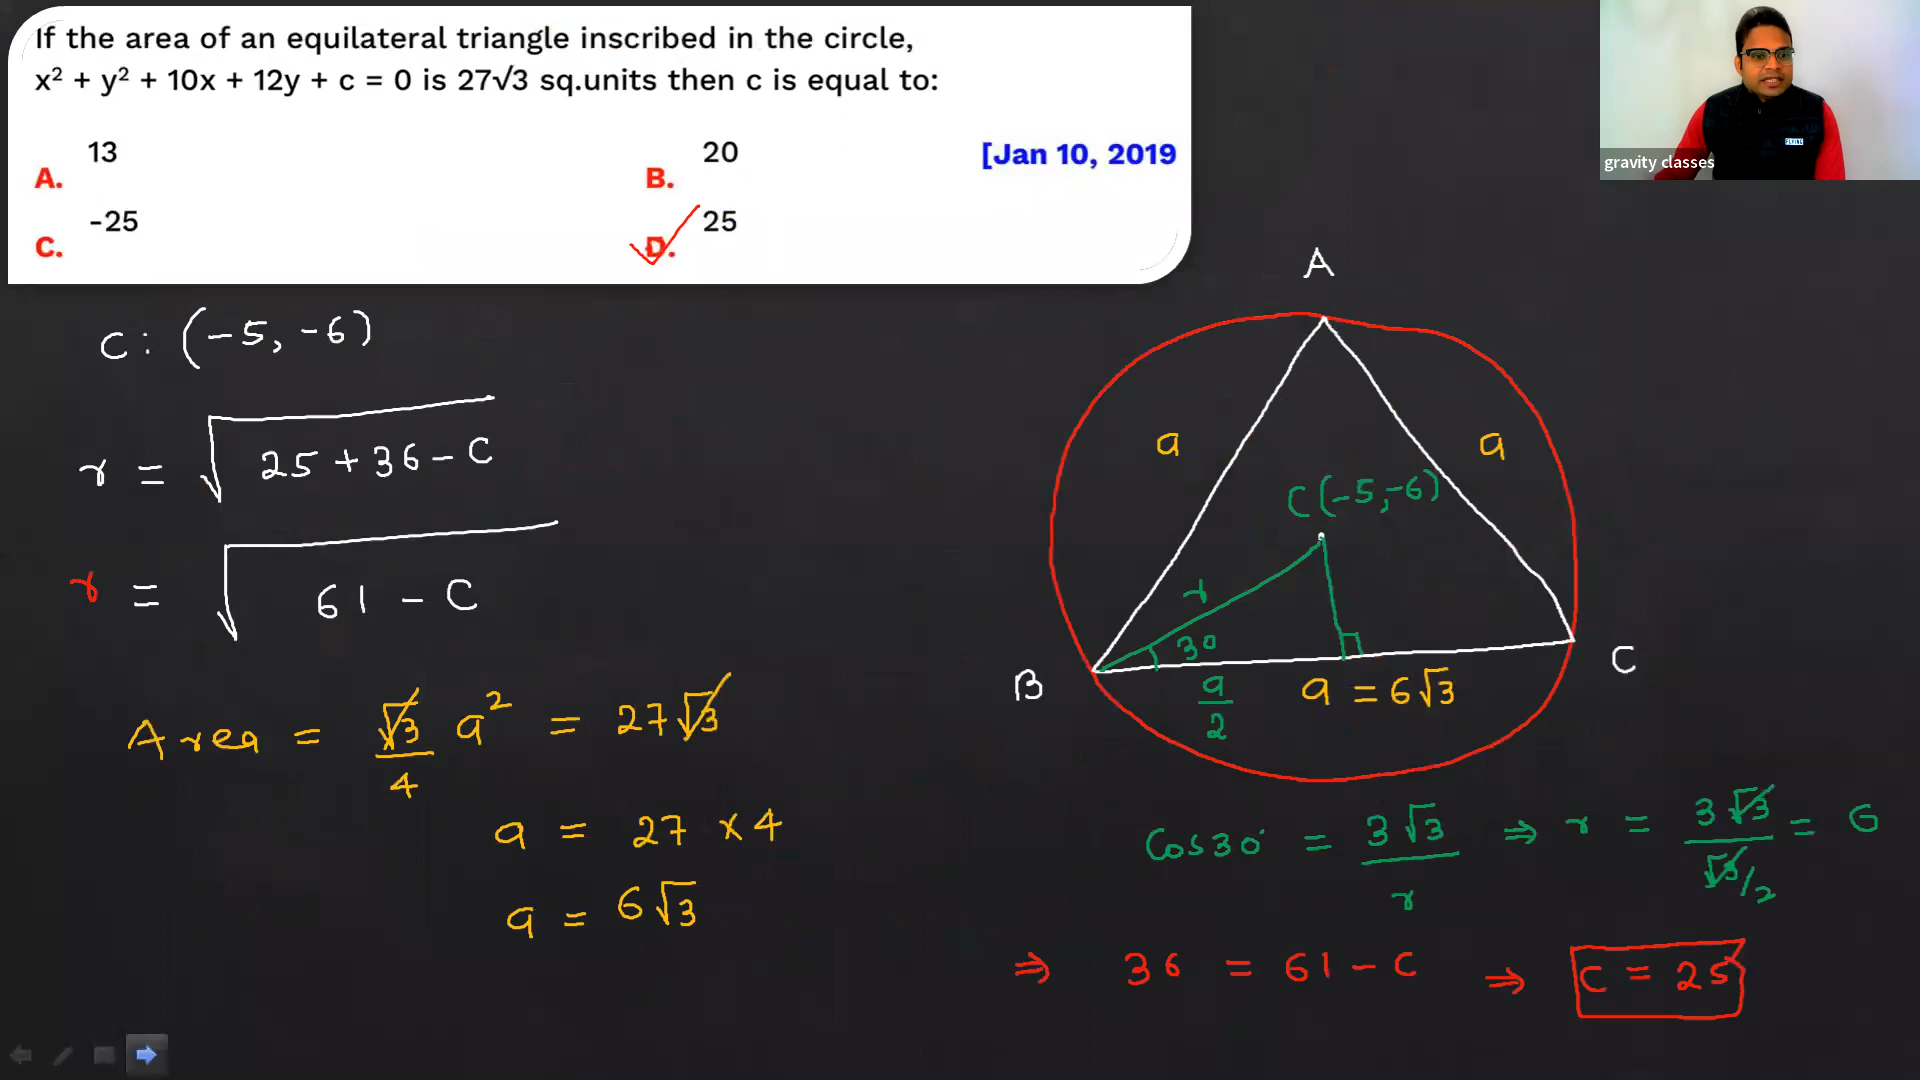 If the area of an equilateral triangle inscribed in the circle,
x² + y² + 10x + 12y + c = 0 is 27√3 sq.units then c is equal to:
A. 13
B. 20
[Jan 10, 2019
C. -25
D. 25
gravity classes
FLYING
C: (-5, -6)
r = √25+36-C
r = √61-C
Area = √3/4 a² = 27√3
a = 27 × 4
a = 6√3
A
a
a
C(-5,-6)
r
30
B
C
a/2
a = 6√3
Cos30° = 3√3/r ⇒ r = 3√3/√3/2 = 6
⇒ 36 = 61 - C ⇒ C = 25